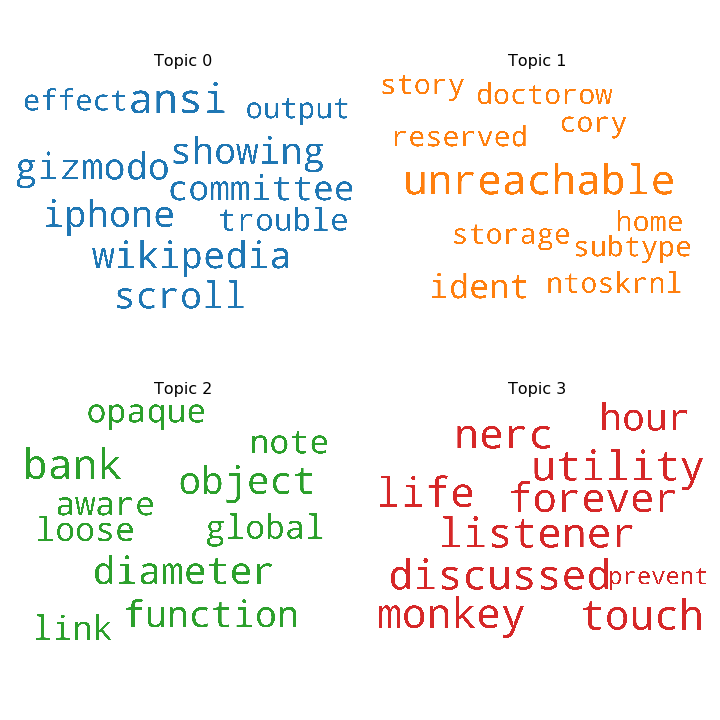 Topic 0
effect ansi output
showing
gizmodo
committee
iphone trouble
wikipedia
scroll
Topic 1
story doctorow
cory
reserved
unreachable
home
storage subtype
ident ntoskrnl
Topic 2
opaque
note
bank object
aware
loose global
diameter
function
link
Topic 3
hour
nerc
utility
life forever
listener
discussed prevent
monkey touch